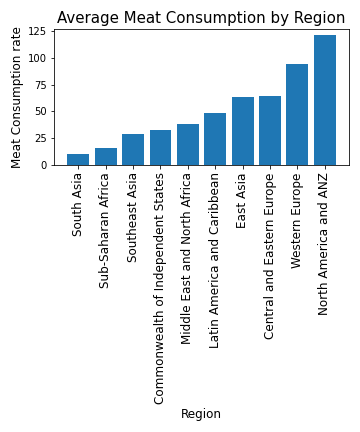 Average Meat Consumption by Region
Meat Consumption rate
125
100
75
50
25
0
South Asia
Sub-Saharan Africa
Southeast Asia
Commonwealth of Independent States
Middle East and North Africa
Latin America and Caribbean
East Asia
Central and Eastern Europe
Western Europe
North America and ANZ
Region